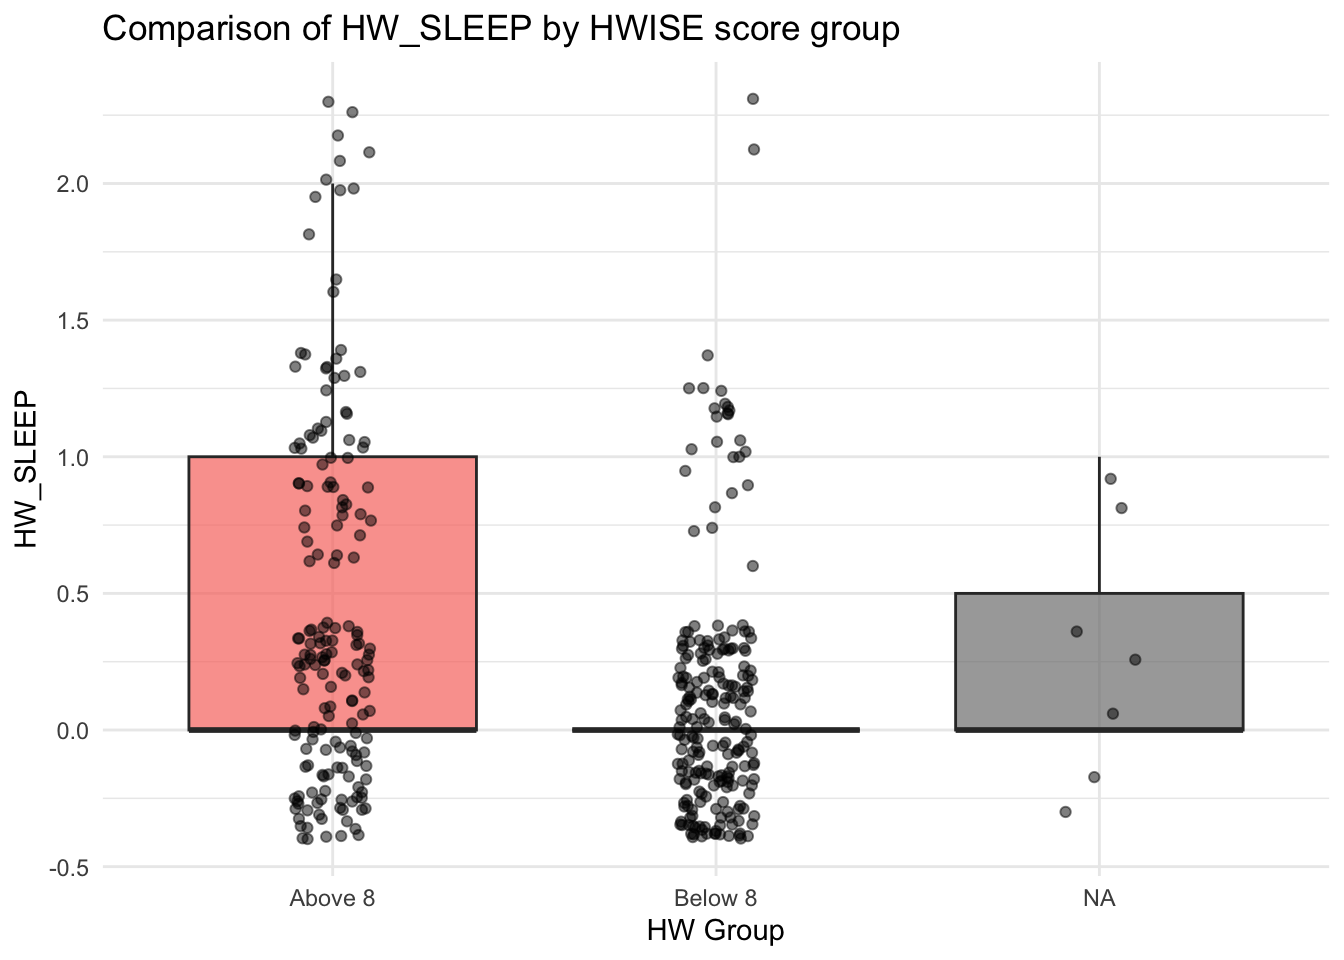 Comparison of HW_SLEEP by HWISE score group
2.0
1.5
1.0
0.5
0.0
-0.5
HW_SLEEP
Above 8
Below 8
NA
HW Group